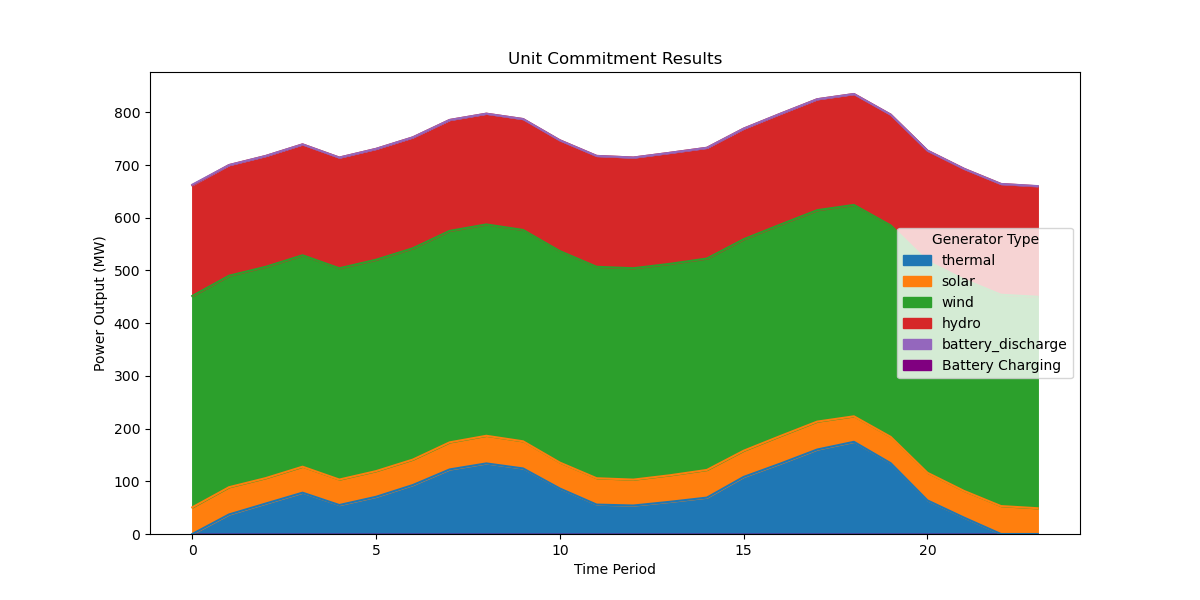 Unit Commitment Results
Power Output (MW)
800
700
600
500
400
300
200
100
0
0 5 10 15 20
Time Period
Generator Type
thermal
solar
wind
hydro
battery_discharge
Battery Charging